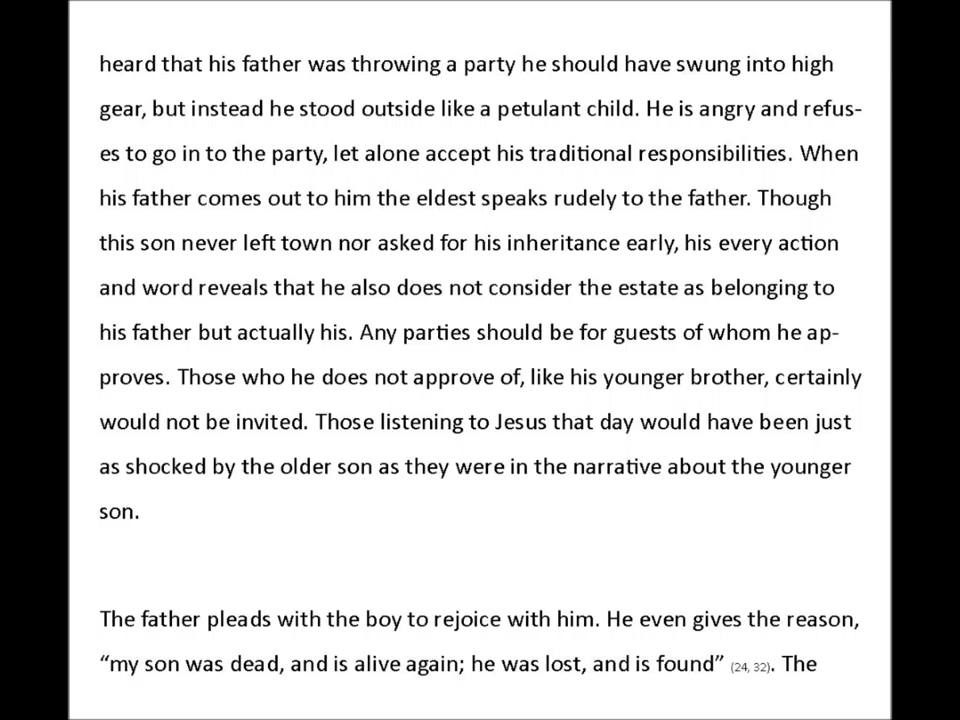 heard that his father was throwing a party he should have swung into high
gear, but instead he stood outside like a petulant child. He is angry and refus-
es to go in to the party, let alone accept his traditional responsibilities. When
his father comes out to him the eldest speaks rudely to the father. Though
this son never left town nor asked for his inheritance early, his every action
and word reveals that he also does not consider the estate as belonging to
his father but actually his. Any parties should be for guests of whom he ap-
proves. Those who he does not approve of, like his younger brother, certainly
would not be invited. Those listening to Jesus that day would have been just
as shocked by the older son as they were in the narrative about the younger
son.
The father pleads with the boy to rejoice with him. He even gives the reason,
“my son was dead, and is alive again; he was lost, and is found” (24, 32). The